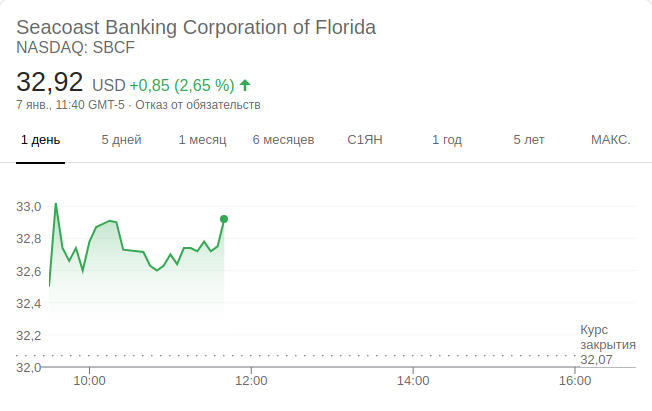 Seacoast Banking Corporation of Florida
NASDAQ: SBCF
32,92 USD +0,85 (2,65 %)
7 янв., 11:40 GMT-5 · Отказ от обязательств
1 день 5 дней 1 месяц 6 месяцев С1ЯН 1 год 5 лет МАКС.
33,0
32,8
32,6
32,4
32,2
Курс
закрытия
32,07
32,0
10:00 12:00 14:00 16:00